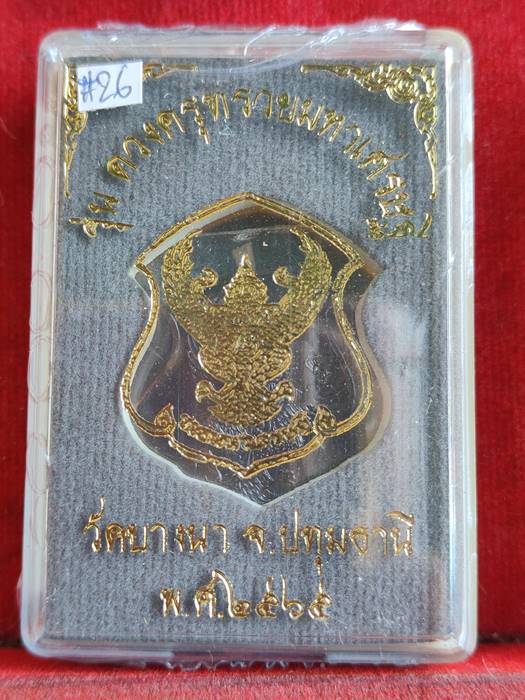 #26
รุ่น ดวงครุฑรวยมหาเศรษฐี
วัดบางนา จ.ปทุมธานี
พ.ศ.๒๕๖๕